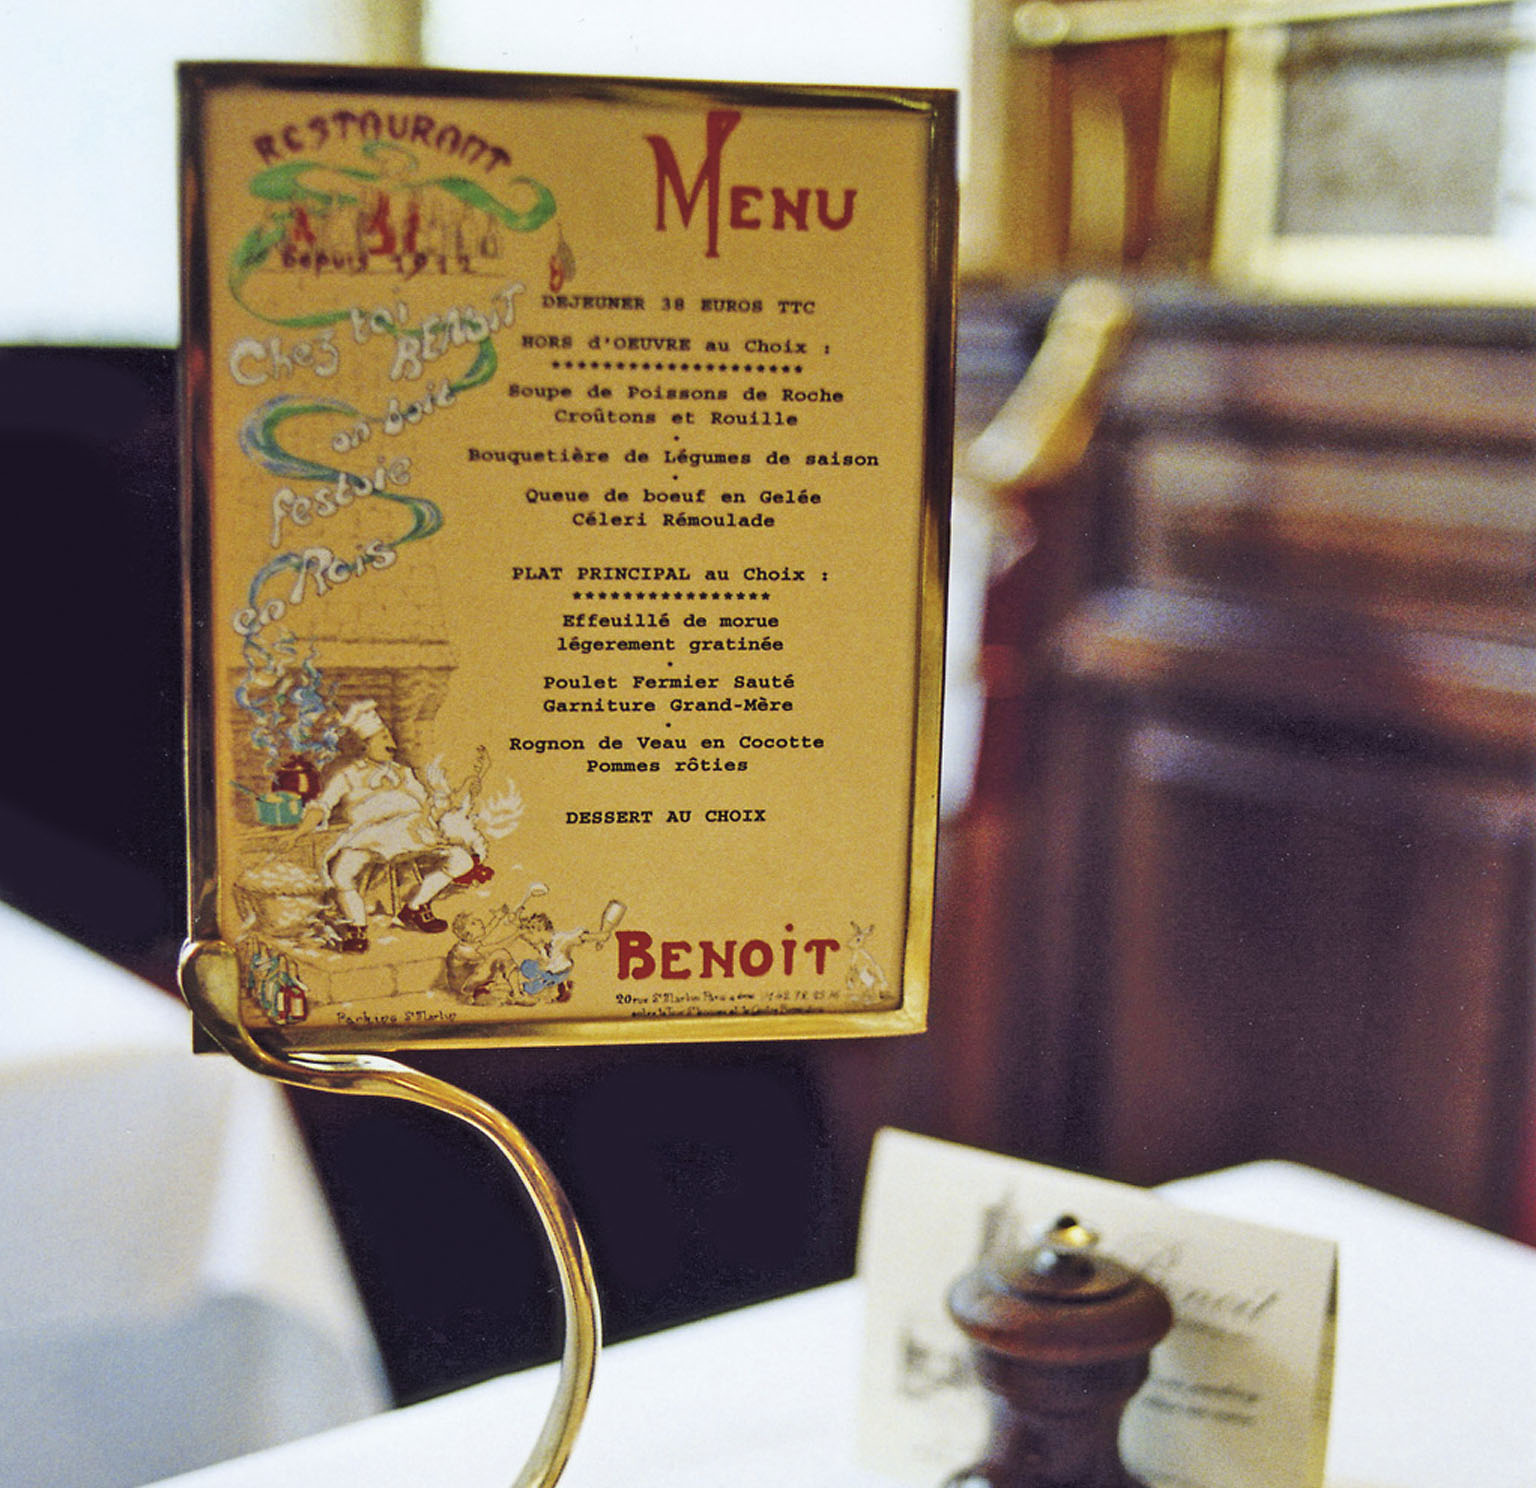 RESTAURANT
depuis 1912
Chez toi
BENOIT
on boit
festoie
en Rois
MENU
DEJEUNER 38 EUROS TTC
HORS d'OEUVRE au Choix :
********************
Soupe de Poissons de Roche
Croûtons et Rouille
Bouquetière de Légumes de saison
Queue de boeuf en Gelée
Céleri Rémoulade
PLAT PRINCIPAL au Choix :
****************
Effeuillé de morue
légerement gratinée
Poulet Fermier Sauté
Garniture Grand-Mère
Rognon de Veau en Cocotte
Pommes rôties
DESSERT AU CHOIX
BENOIT
20 rue St Martin Paris
Parking St Martin
Benoit